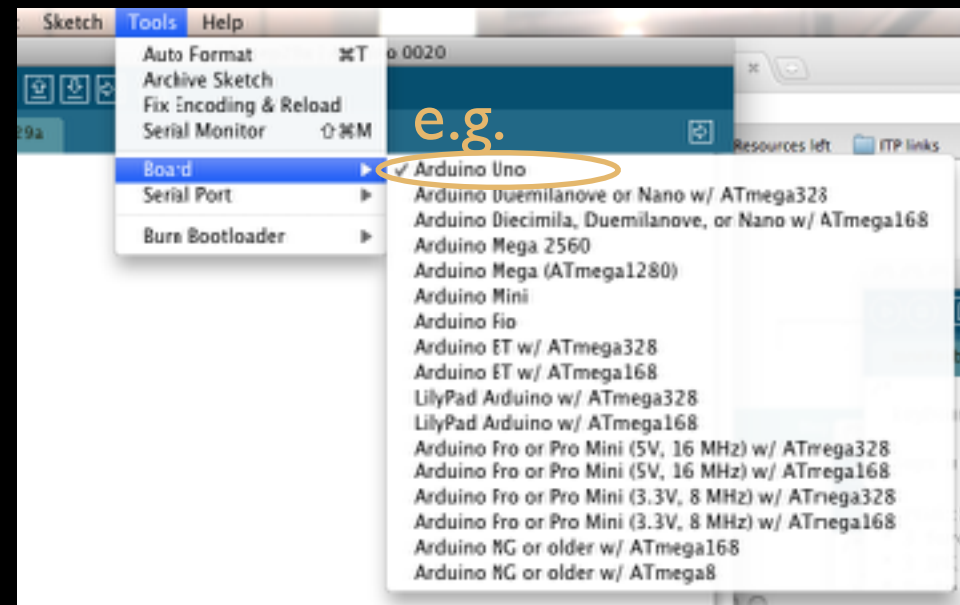 Sketch Tools Help
Auto Format ⌘T
0020
Archive Sketch
Fix Encoding & Reload
Serial Monitor ⇧⌘M
e.g.
29a
Resources left ITP links
Board ▶
✓ Arduino Uno
Serial Port ▶
Arduino Duemilanove or Nano w/ ATmega328
Arduino Diecimila, Duemilanove, or Nano w/ ATmega168
Burn Bootloader ▶
Arduino Mega 2560
Arduino Mega (ATmega1280)
Arduino Mini
Arduino Fio
Arduino BT w/ ATmega328
Arduino BT w/ ATmega168
LilyPad Arduino w/ ATmega328
LilyPad Arduino w/ ATmega168
Arduino Pro or Pro Mini (5V, 16 MHz) w/ ATmega328
Arduino Pro or Pro Mini (5V, 16 MHz) w/ ATmega168
Arduino Pro or Pro Mini (3.3V, 8 MHz) w/ ATmega328
Arduino Pro or Pro Mini (3.3V, 8 MHz) w/ ATmega168
Arduino NG or older w/ ATmega168
Arduino NG or older w/ ATmega8